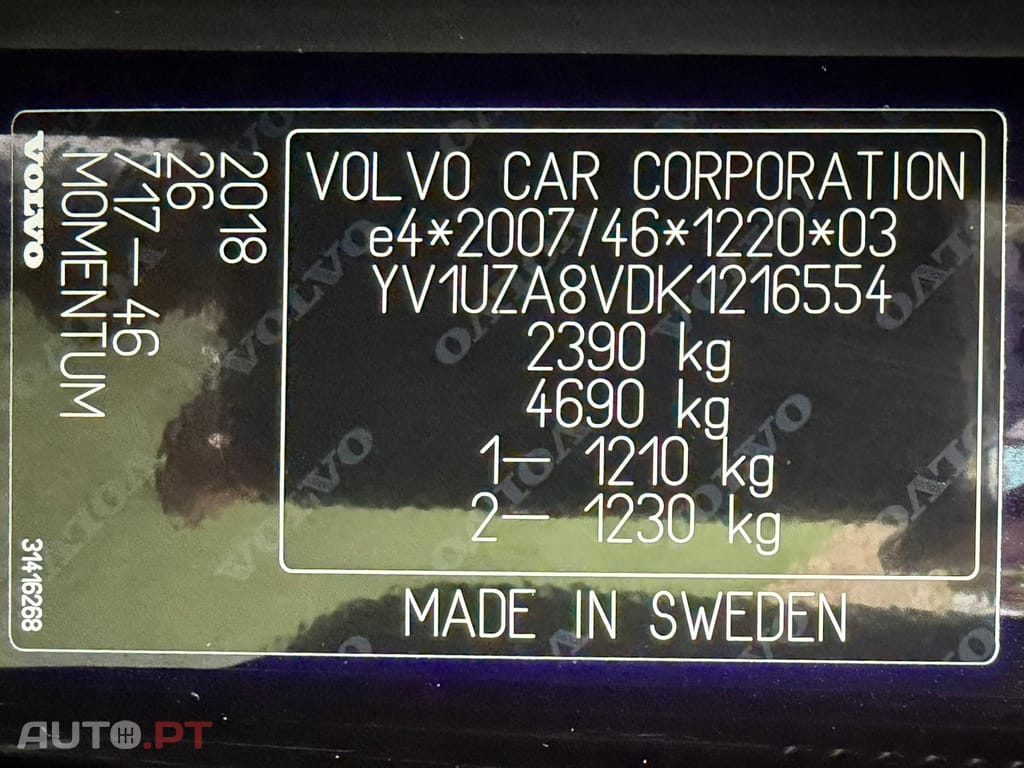 VOLVO
MOMENTUM
717-46
26
2018
31416268
VOLVO CAR CORPORATION
e4*2007/46*1220*03
YV1UZA8VDK1216554
2390 kg
4690 kg
1- 1210 kg
2- 1230 kg
MADE IN SWEDEN
AUTO.PT